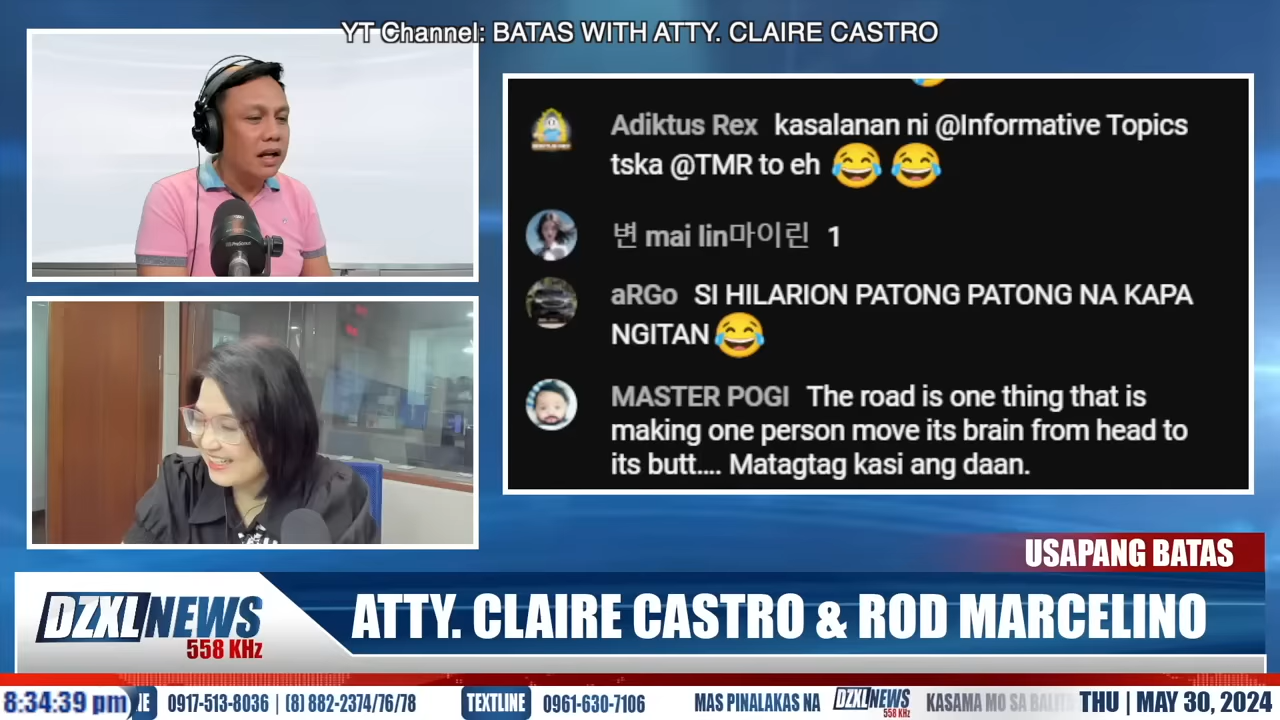 YT Channel: BATAS WITH ATTY. CLAIRE CASTRO
Adiktus Rex kasalanan ni @Informative Topics
tska @TMR to eh 😂 😂
변 mai lin마이린 1
aRGo SI HILARION PATONG PATONG NA KAPA
NGITAN 😂
MASTER POGI The road is one thing that is
making one person move its brain from head to
its butt.... Matagtag kasi ang daan.
USAPANG BATAS
DZXL NEWS
558 KHz
ATTY. CLAIRE CASTRO & ROD MARCELINO
8:34:39 pm 0917-513-8036 | (8) 882-2374/76/78 TEXTLINE 0961-630-7106 MAS PINALAKAS NA DZXL NEWS 558 KHz KASAMA MO SA THU | MAY 30, 2024